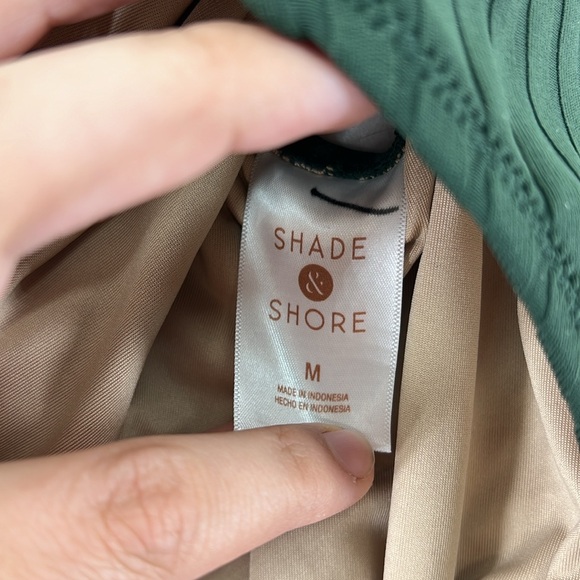 SHADE
&
SHORE
M
MADE IN INDONESIA
HECHO EN INDONESIA